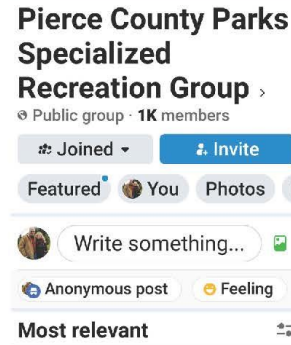 Pierce County Parks
Specialized
Recreation Group ›
Public group · 1K members
Joined
Invite
Featured
You
Photos
Write something...
Anonymous post
Feeling
Most relevant